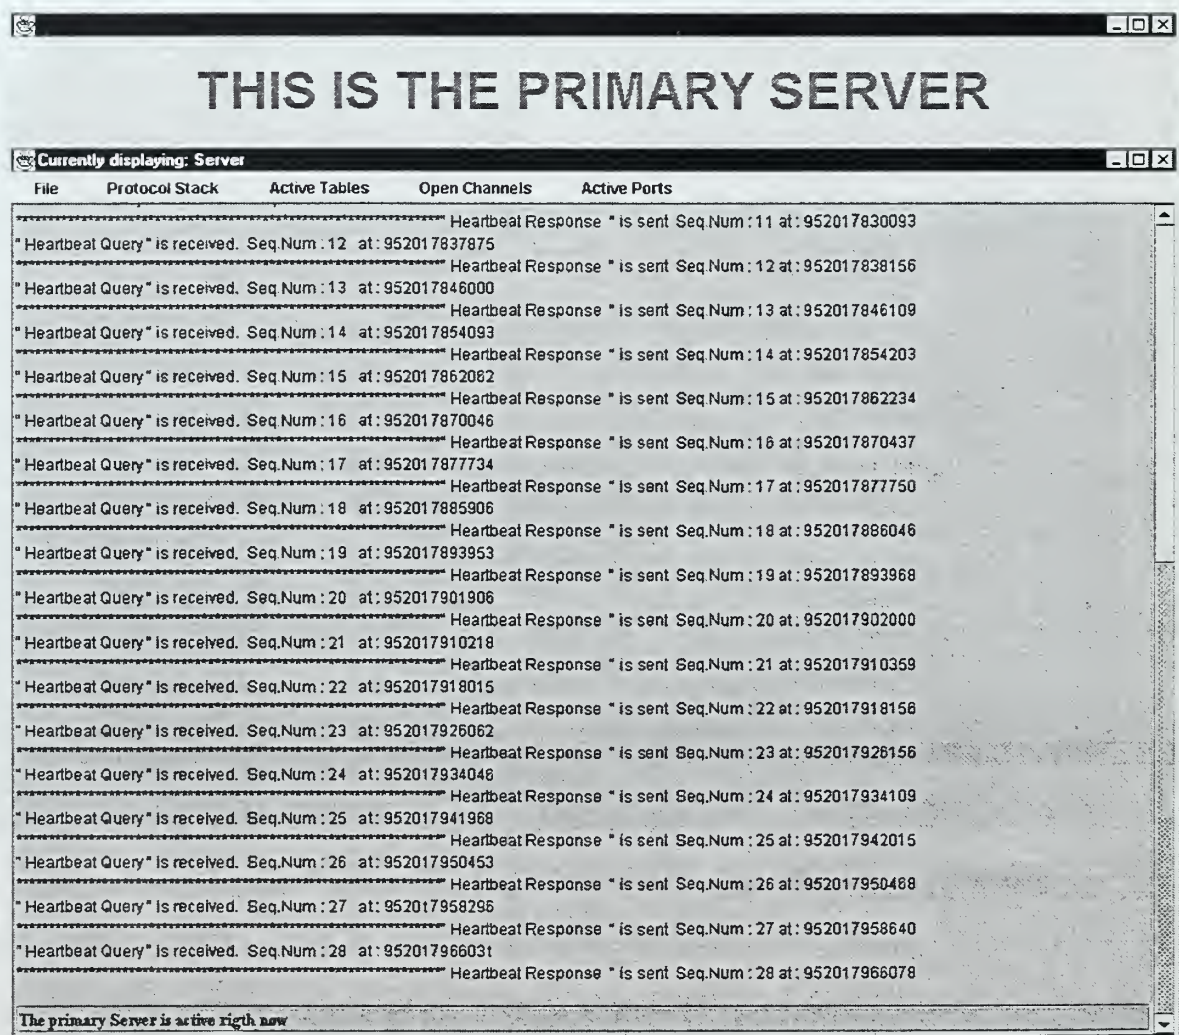 THIS IS THE PRIMARY SERVER
Currently displaying: Server
File Protocol Stack Active Tables Open Channels Active Ports
************************************************************ Heartbeat Response " is sent Seq.Num : 11 at : 952017830093
" Heartbeat Query " is received. Seq.Num : 12 at : 952017837875
************************************************************ Heartbeat Response " is sent Seq.Num : 12 at : 952017838156
" Heartbeat Query " is received. Seq.Num : 13 at : 952017846000
************************************************************ Heartbeat Response " is sent Seq.Num : 13 at : 952017846109
" Heartbeat Query " is received. Seq.Num : 14 at : 952017854093
************************************************************ Heartbeat Response " is sent Seq.Num : 14 at : 952017854203
" Heartbeat Query " is received. Seq.Num : 15 at : 952017862062
************************************************************ Heartbeat Response " is sent Seq.Num : 15 at : 952017862234
" Heartbeat Query " is received. Seq.Num : 16 at : 952017870046
************************************************************ Heartbeat Response " is sent Seq.Num : 16 at : 952017870437
" Heartbeat Query " is received. Seq.Num : 17 at : 952017877734
************************************************************ Heartbeat Response " is sent Seq.Num : 17 at : 952017877750
" Heartbeat Query " is received. Seq.Num : 18 at : 952017885906
************************************************************ Heartbeat Response " is sent Seq.Num : 18 at : 952017886046
" Heartbeat Query " is received. Seq.Num : 19 at : 952017893953
************************************************************ Heartbeat Response " is sent Seq.Num : 19 at : 952017893968
" Heartbeat Query " is received. Seq.Num : 20 at : 952017901906
************************************************************ Heartbeat Response " is sent Seq.Num : 20 at : 952017902000
" Heartbeat Query " is received. Seq.Num : 21 at : 952017910218
************************************************************ Heartbeat Response " is sent Seq.Num : 21 at : 952017910359
" Heartbeat Query " is received. Seq.Num : 22 at : 952017918015
************************************************************ Heartbeat Response " is sent Seq.Num : 22 at : 952017918156
" Heartbeat Query " is received. Seq.Num : 23 at : 952017926062
************************************************************ Heartbeat Response " is sent Seq.Num : 23 at : 952017926156
" Heartbeat Query " is received. Seq.Num : 24 at : 952017934046
************************************************************ Heartbeat Response " is sent Seq.Num : 24 at : 952017934109
" Heartbeat Query " is received. Seq.Num : 25 at : 952017941968
************************************************************ Heartbeat Response " is sent Seq.Num : 25 at : 952017942015
" Heartbeat Query " is received. Seq.Num : 26 at : 952017950453
************************************************************ Heartbeat Response " is sent Seq.Num : 26 at : 952017950468
" Heartbeat Query " is received. Seq.Num : 27 at : 952017958296
************************************************************ Heartbeat Response " is sent Seq.Num : 27 at : 952017958640
" Heartbeat Query " is received. Seq.Num : 28 at : 952017966031
************************************************************ Heartbeat Response " is sent Seq.Num : 28 at : 952017966078
The primary Server is active rigth now